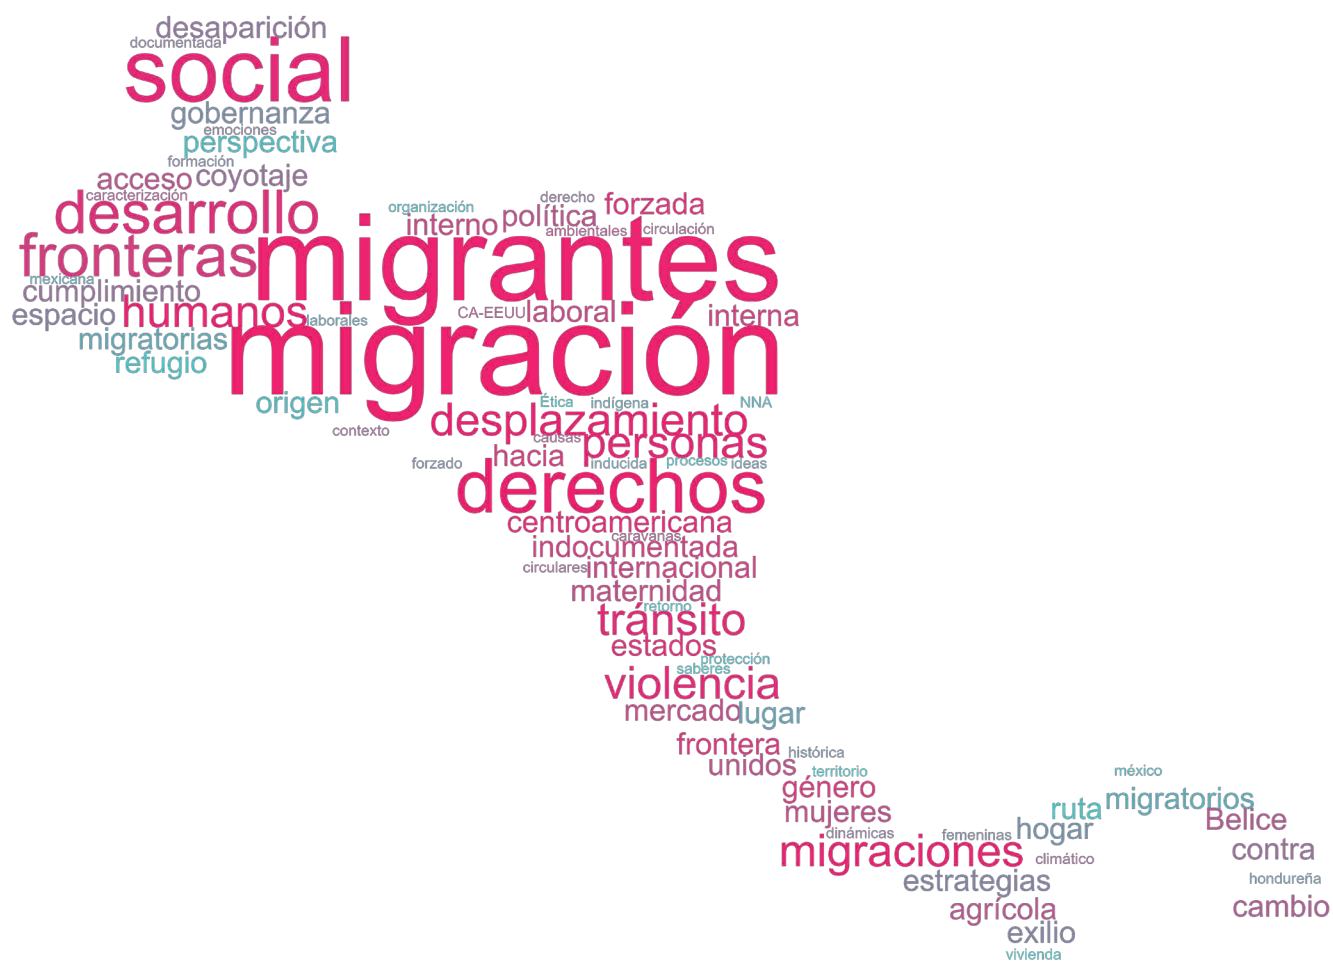 desaparición
documentada
social
gobernanza
emociones
perspectiva
formación
acceso coyotaje
caracterización
desarrollo
organización
derecho
interno política forzada
ambientales circulación
fronteras migrantes
mexicana
cumplimiento
espacio humanos laborales CA-EEUU laboral interna
migratorias
migración
refugio
origen Ética indígena NNA
desplazamiento
contexto
causas personas
hacia
forzado inducida procesos ideas
derechos
centroamericana
caravanas
indocumentada
circulares internacional
maternidad
retorno
tránsito
estados
protección
saberes
violencia
mercado lugar
frontera histórica
unidos territorio méxico
género
migratorios
ruta
mujeres Belice
dinámicas femeninas hogar
migraciones climático contra
estrategias hondureña
agrícola cambio
exilio
vivienda